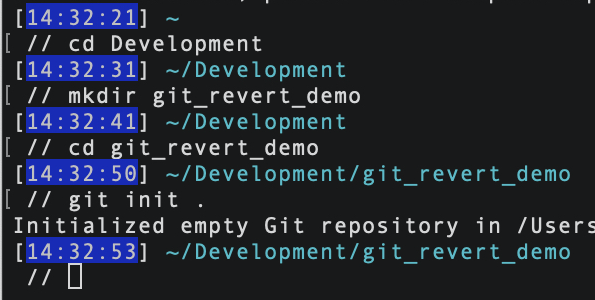 [14:32:21] ~
[ // cd Development
[14:32:31] ~/Development
[ // mkdir git_revert_demo
[14:32:41] ~/Development
[ // cd git_revert_demo
[14:32:50] ~/Development/git_revert_demo
[ // git init .
Initialized empty Git repository in /Users
[14:32:53] ~/Development/git_revert_demo
//